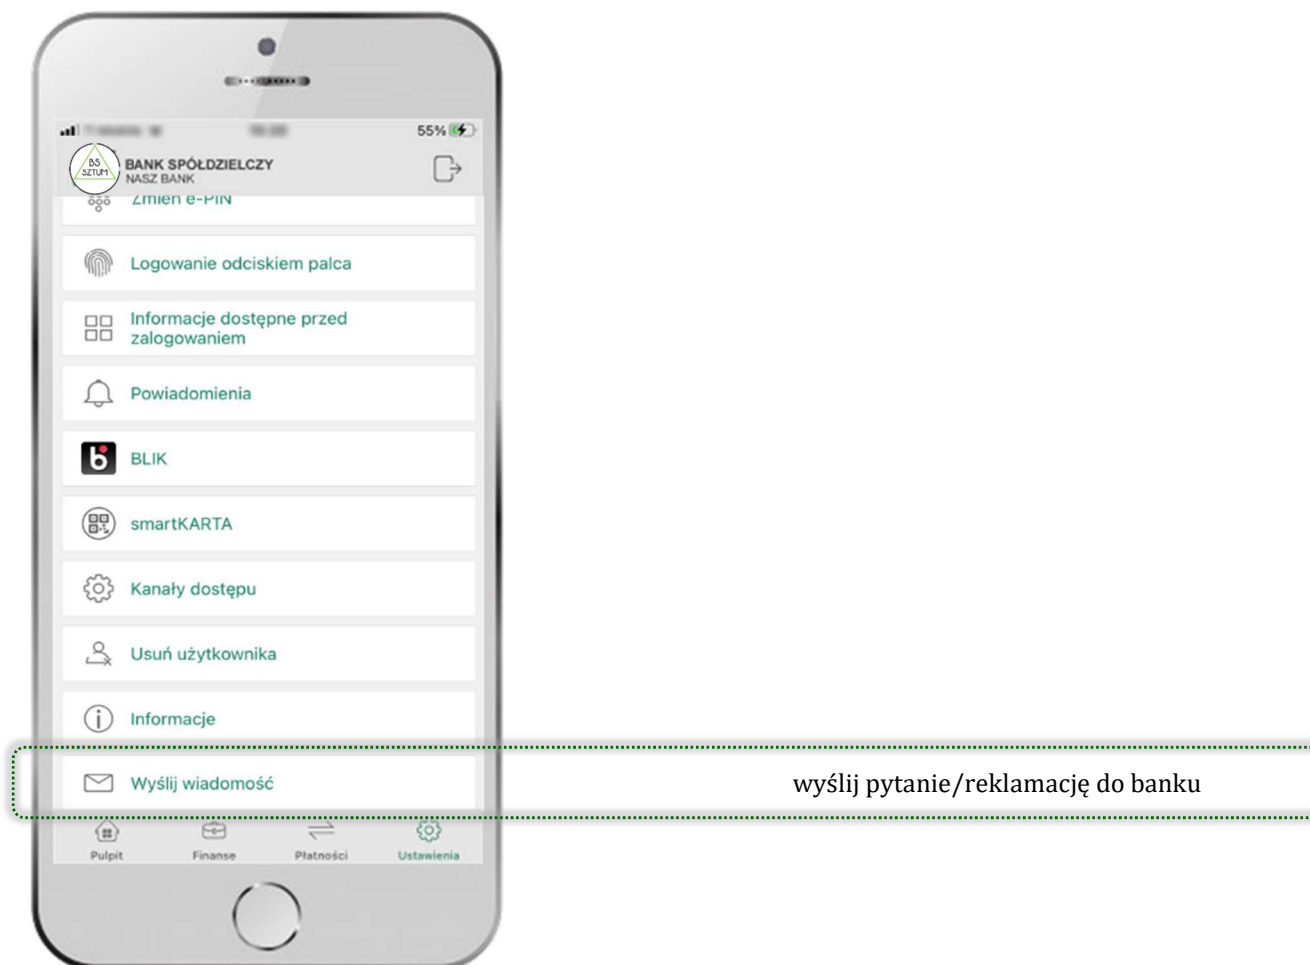 55%
BS
SZTUM
BANK SPÓŁDZIELCZY
NASZ BANK
Zmień e-PIN
Logowanie odciskiem palca
Informacje dostępne przed
zalogowaniem
Powiadomienia
BLIK
smartKARTA
Kanały dostępu
Usuń użytkownika
Informacje
Wyślij wiadomość
wyślij pytanie/reklamację do banku
Pulpit Finanse Płatności Ustawienia